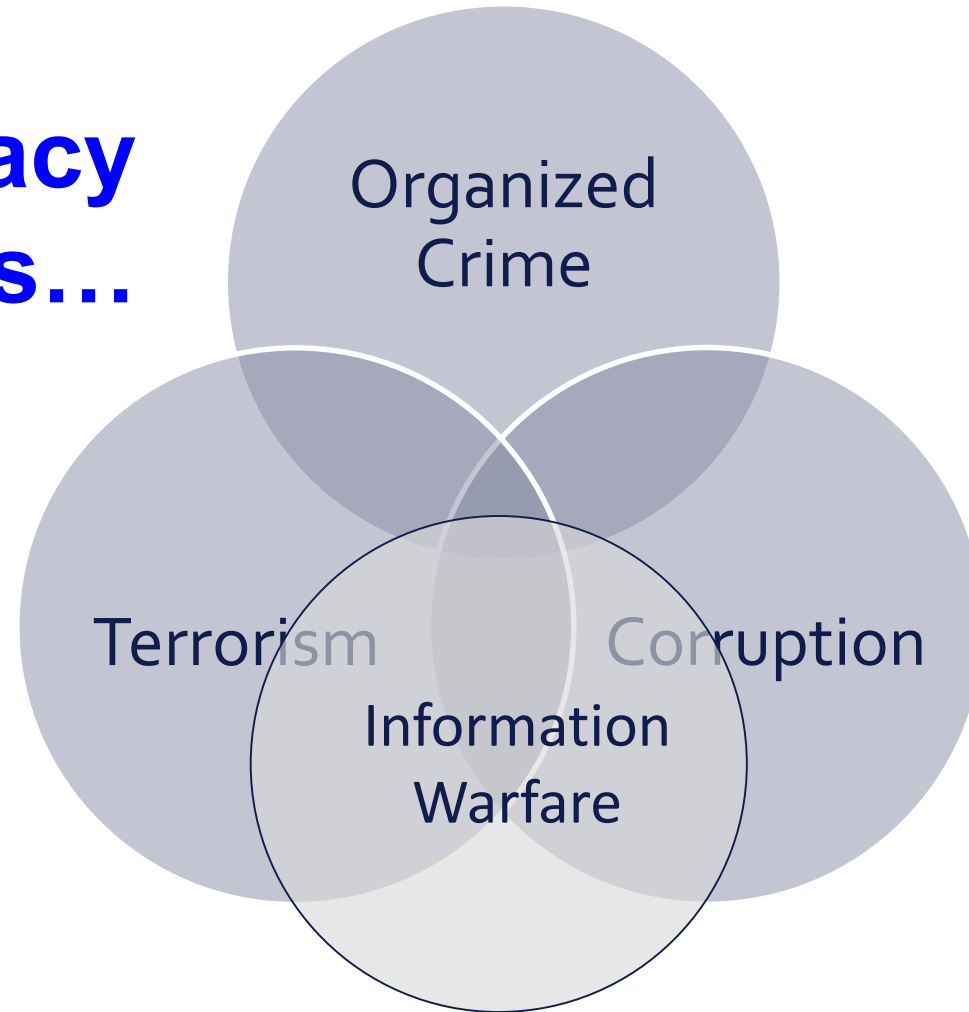 acy
s…
Organized
Crime
Terrorism
Corruption
Information
Warfare